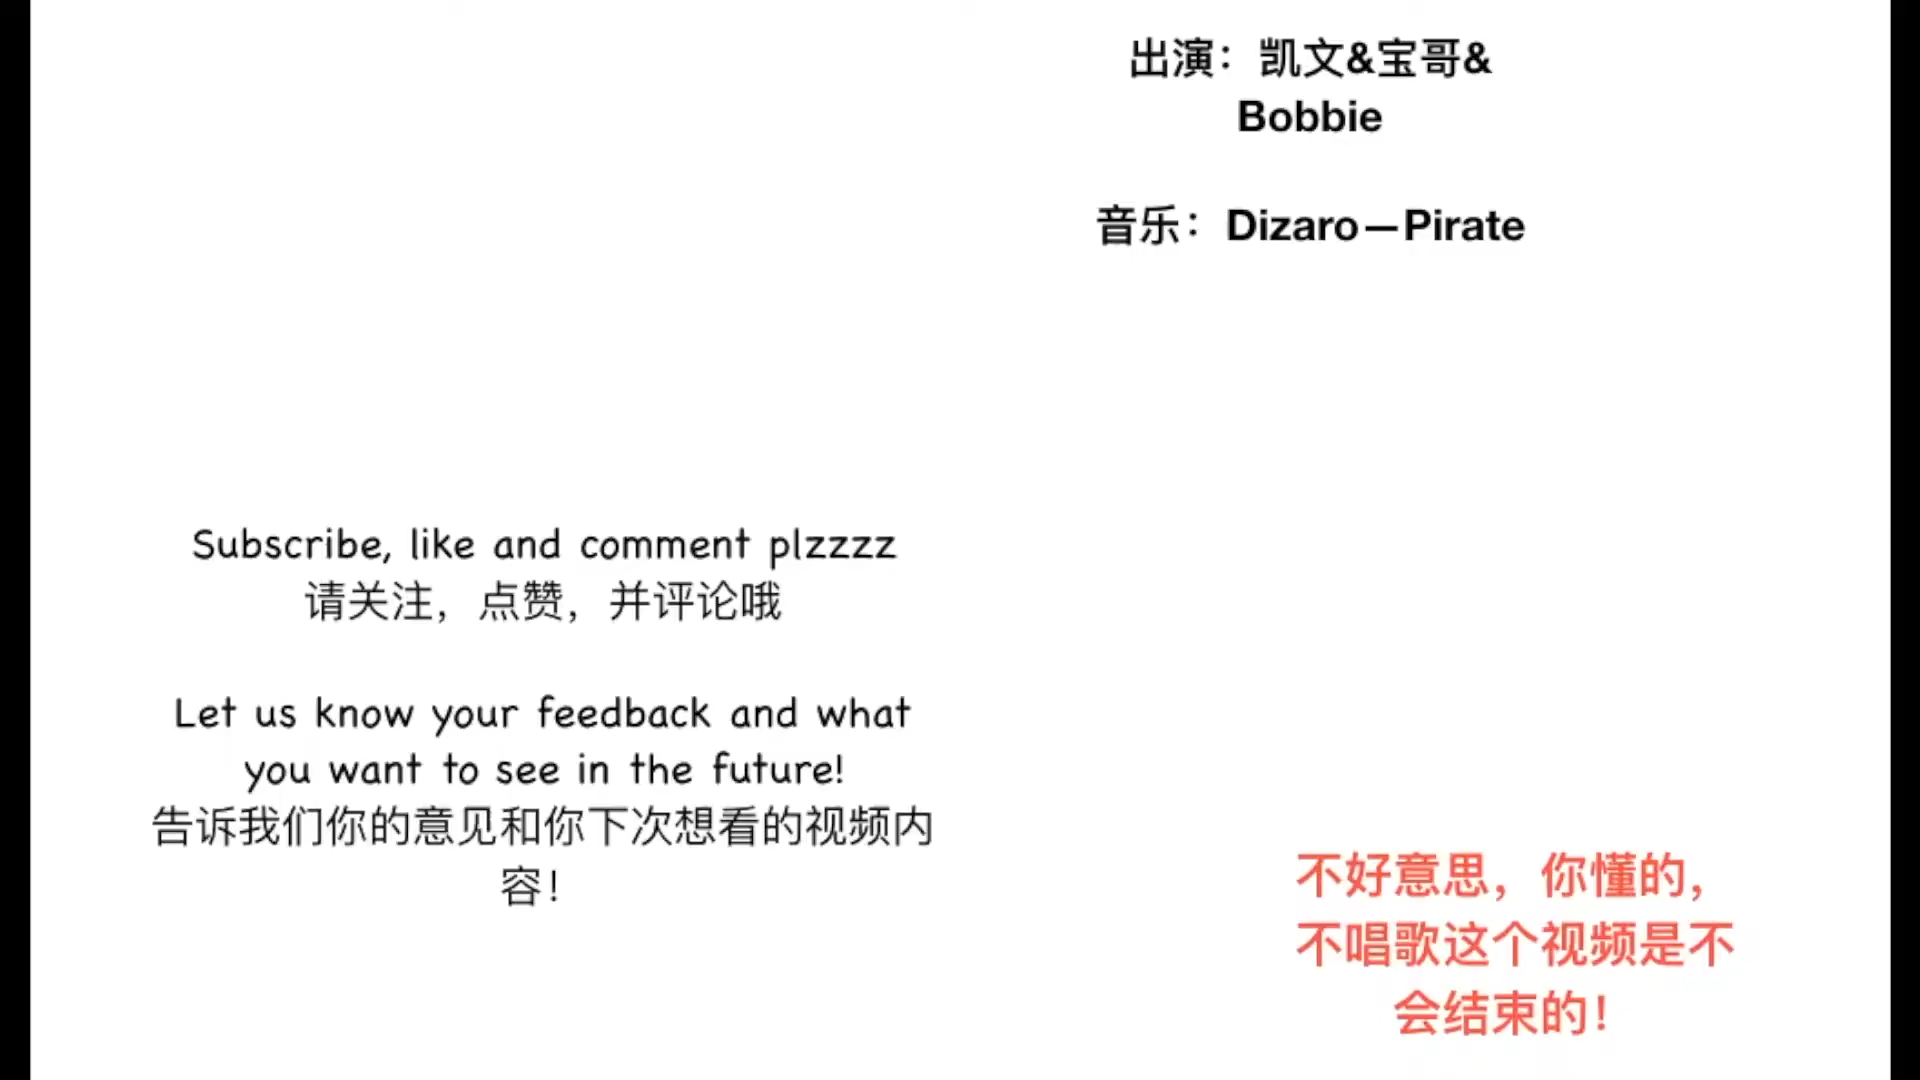 出演：凯文&宝哥&
Bobbie
音乐：Dizaro—Pirate
Subscribe, like and comment plzzzz
请关注，点赞，并评论哦
Let us know your feedback and what
you want to see in the future!
告诉我们你的意见和你下次想看的视频内
容！
不好意思，你懂的，
不唱歌这个视频是不
会结束的！